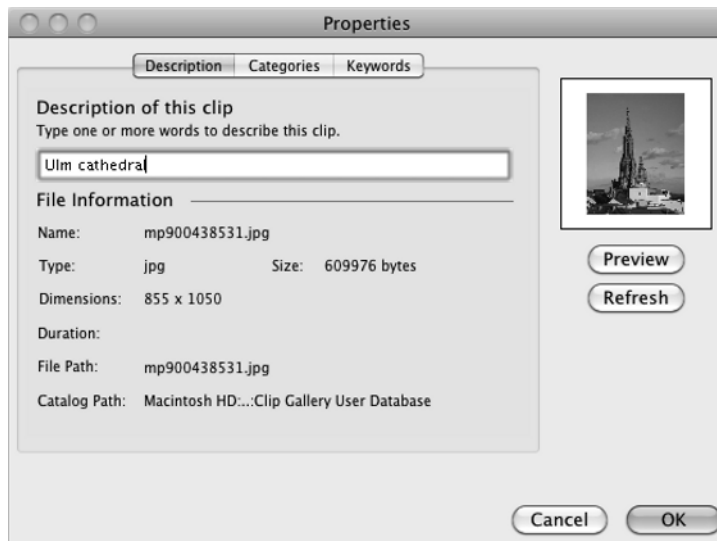 Properties
Description Categories Keywords
Description of this clip
Type one or more words to describe this clip.
Ulm cathedral
File Information
Name: mp900438531.jpg
Type: jpg Size: 609976 bytes
Dimensions: 855 x 1050
Duration:
File Path: mp900438531.jpg
Catalog Path: Macintosh HD:...:Clip Gallery User Database
Preview
Refresh
Cancel OK